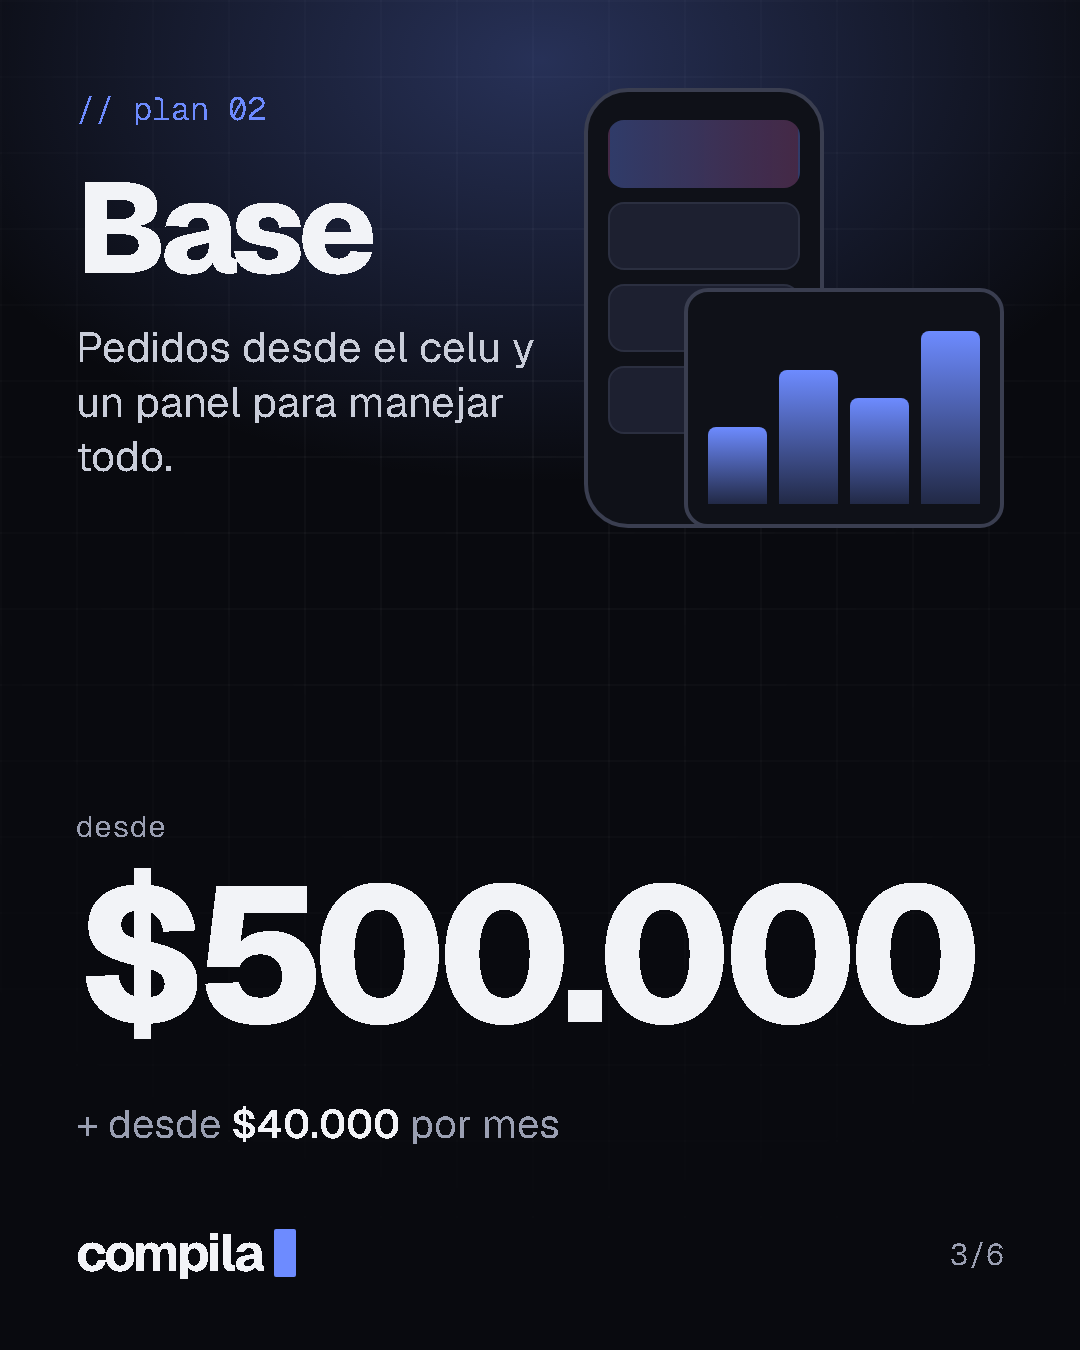 // plan 02
Base
Pedidos desde el celu y
un panel para manejar
todo.
desde
$500.000
+ desde $40.000 por mes
compila
3/6